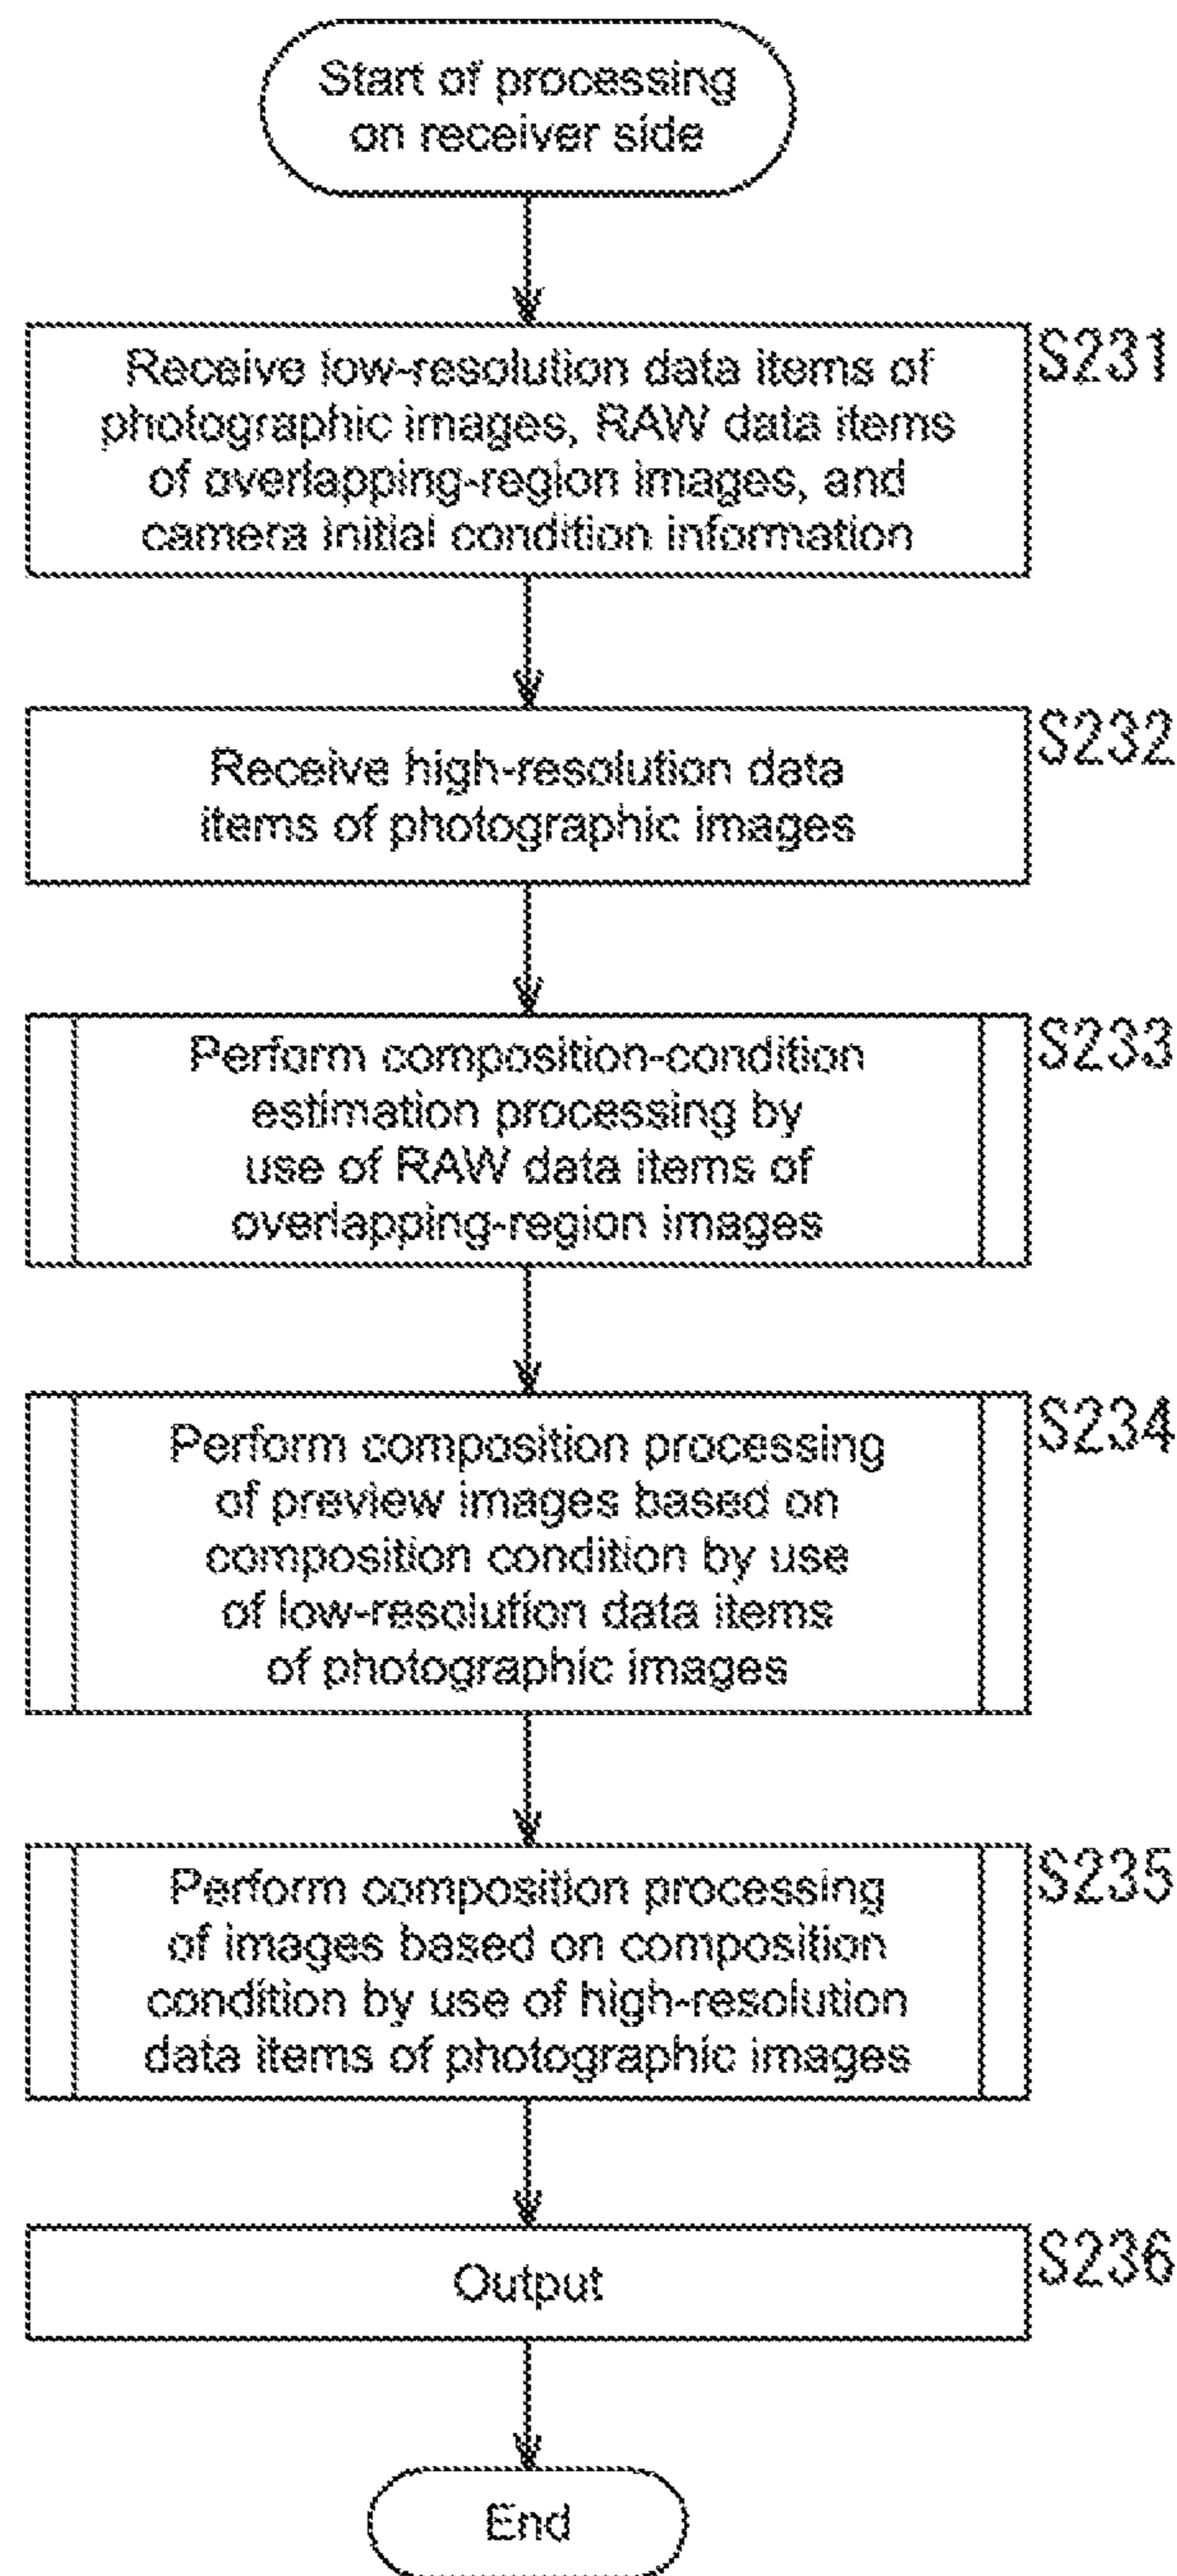 Start of processing
on receiver side
S231
Receive low-resolution data items of
photographic images, RAW data items
of overlapping-region images, and
camera initial condition information
S232
Receive high-resolution data
items of photographic images
S233
Perform composition-condition
estimation processing by
use of RAW data items of
overlapping-region images
S234
Perform composition processing
of preview images based on
composition condition by use
of low-resolution data items
of photographic images
S235
Perform composition processing
of images based on composition
condition by use of high-resolution
data items of photographic images
S236
Output
End